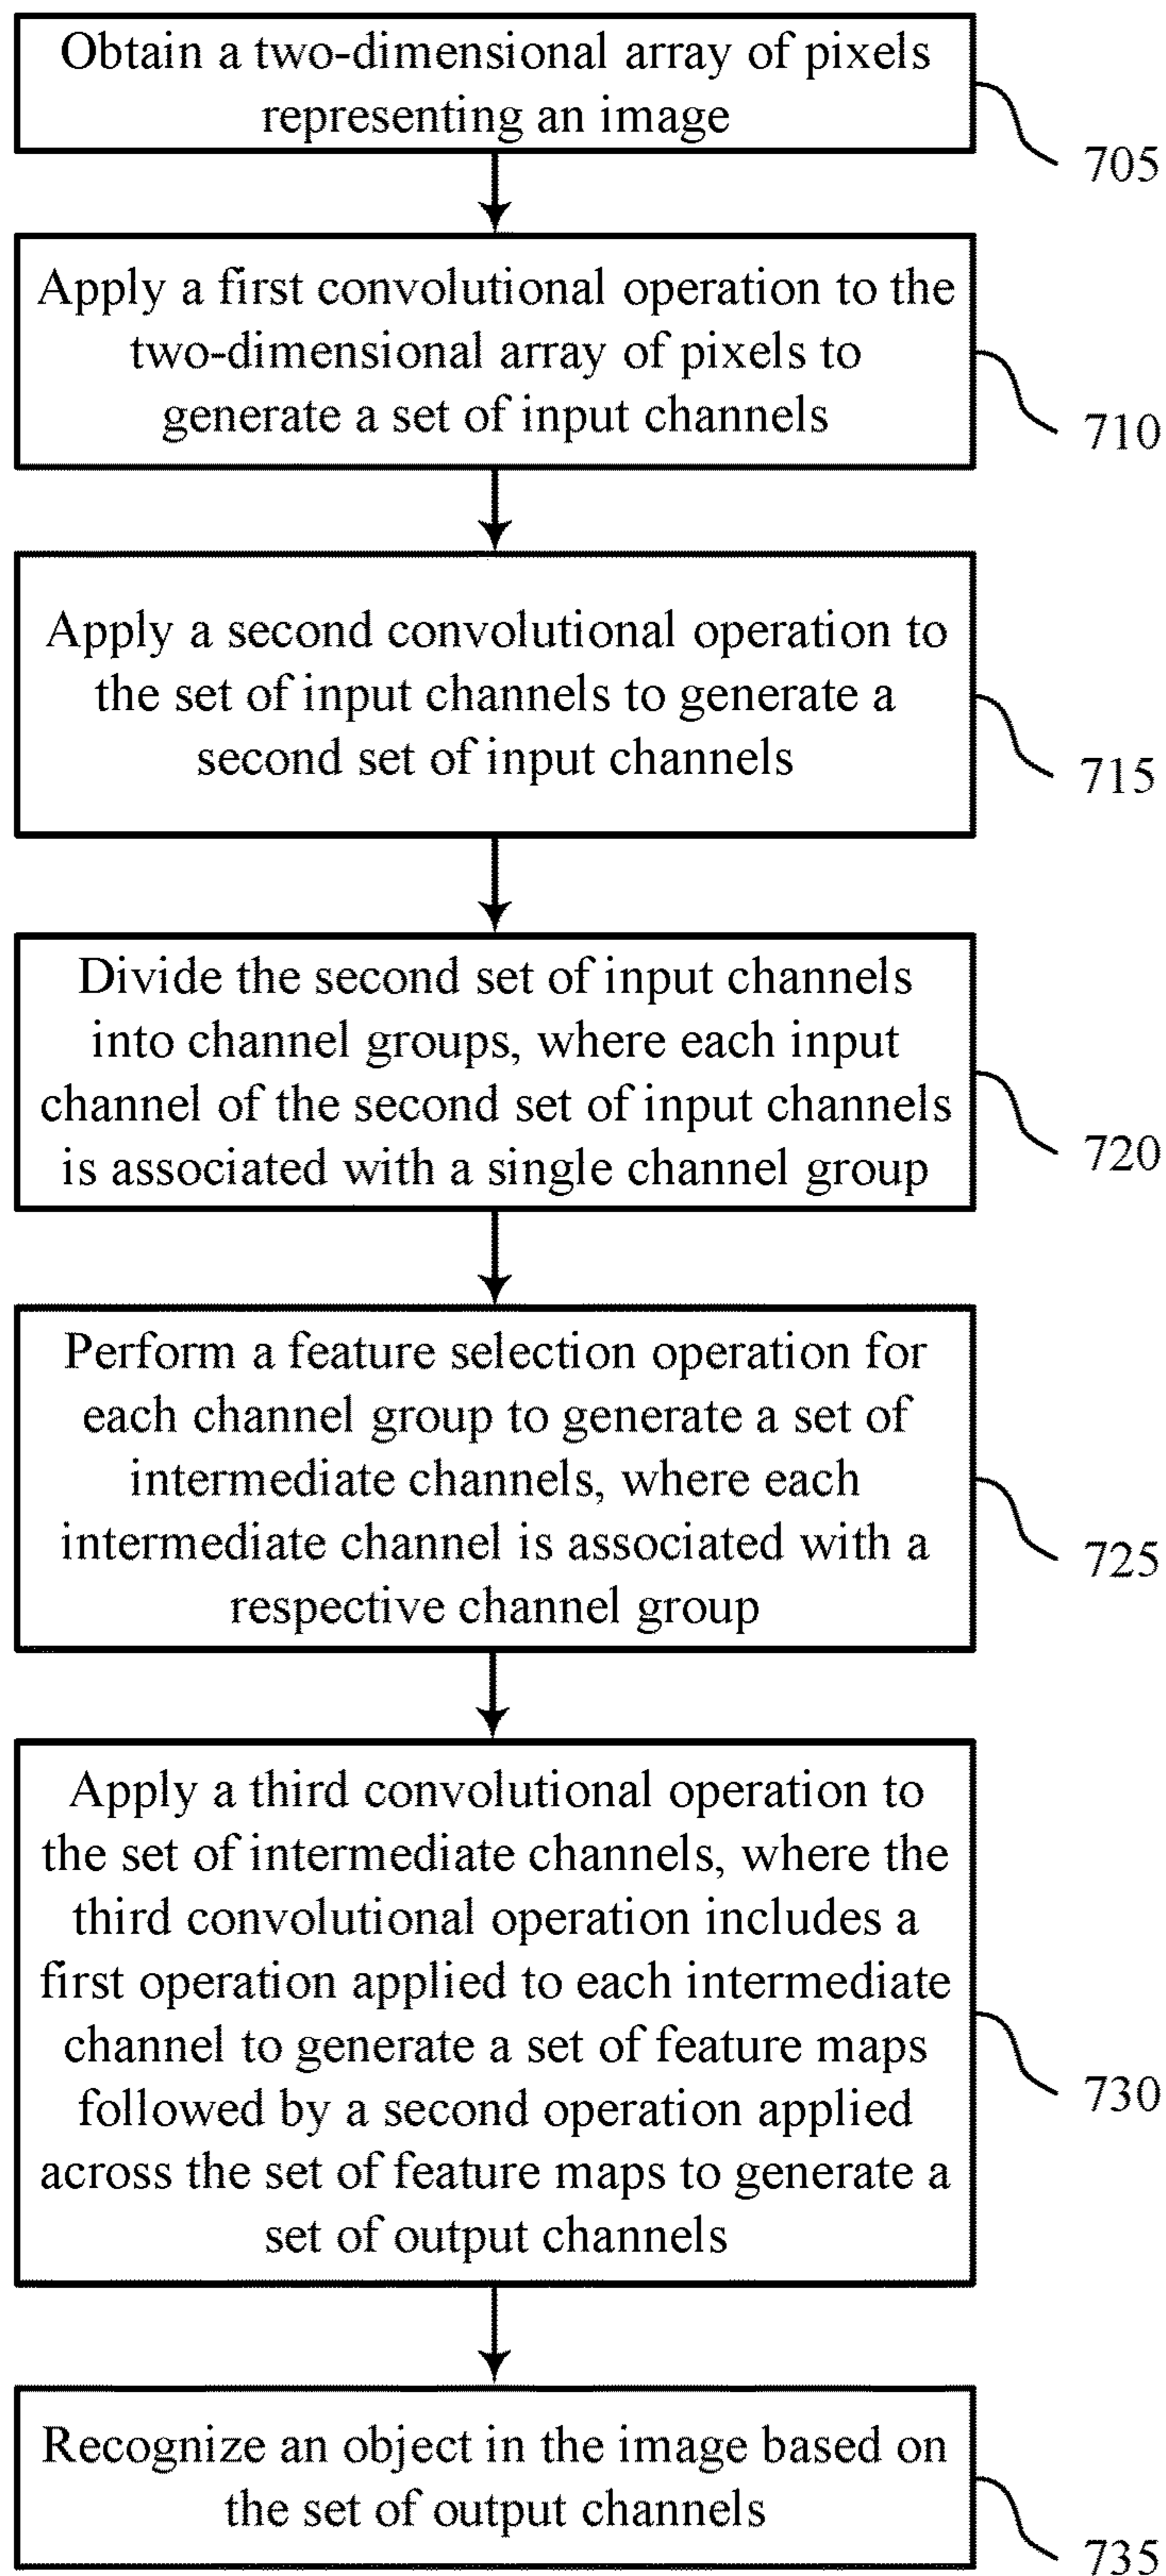 Obtain a two-dimensional array of pixels
representing an image
705
Apply a first convolutional operation to the
two-dimensional array of pixels to
generate a set of input channels
710
Apply a second convolutional operation to
the set of input channels to generate a
second set of input channels
715
Divide the second set of input channels
into channel groups, where each input
channel of the second set of input channels
is associated with a single channel group
720
Perform a feature selection operation for
each channel group to generate a set of
intermediate channels, where each
intermediate channel is associated with a
respective channel group
725
Apply a third convolutional operation to
the set of intermediate channels, where the
third convolutional operation includes a
first operation applied to each intermediate
channel to generate a set of feature maps
followed by a second operation applied
across the set of feature maps to generate a
set of output channels
730
Recognize an object in the image based on
the set of output channels
735